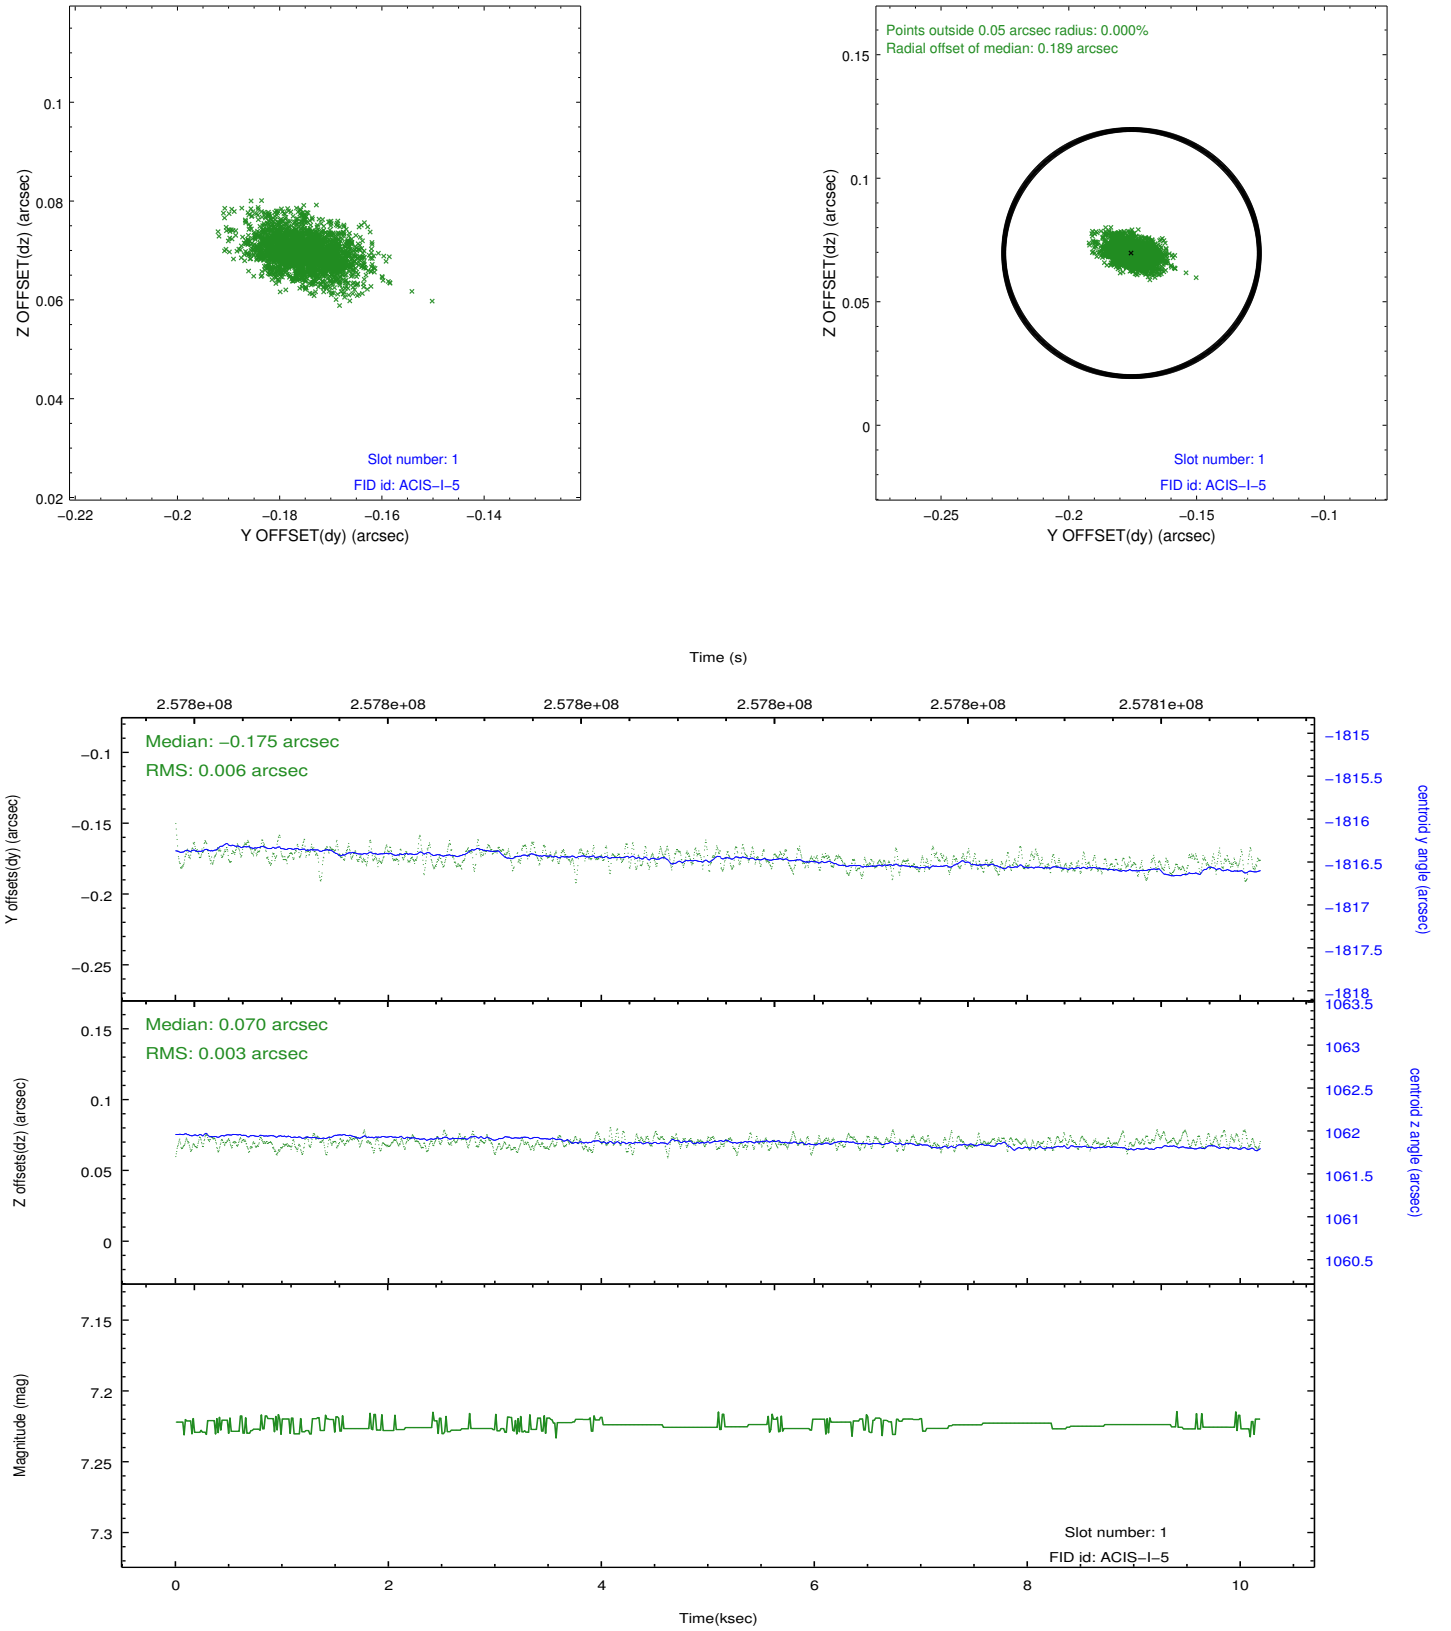 0.1
0.08
0.06
0.04
0.02
Z OFFSET(dz) (arcsec)
−0.22
−0.2
−0.18
−0.16
−0.14
Y OFFSET(dy) (arcsec)
Slot number: 1
FID id: ACIS−I−5
Points outside 0.05 arcsec radius: 0.000%
Radial offset of median: 0.189 arcsec
0.15
0.1
0.05
0
Z OFFSET(dz) (arcsec)
−0.25
−0.2
−0.15
−0.1
Y OFFSET(dy) (arcsec)
Slot number: 1
FID id: ACIS−I−5
Time (s)
2.578e+08
2.578e+08
2.578e+08
2.578e+08
2.578e+08
2.5781e+08
Median: −0.175 arcsec
RMS: 0.006 arcsec
−0.1
−0.15
−0.2
−0.25
Y offsets(dy) (arcsec)
−1815
−1815.5
−1816
−1816.5
−1817
−1817.5
−1818
centroid y angle (arcsec)
Median: 0.070 arcsec
RMS: 0.003 arcsec
0.15
0.1
0.05
0
Z offsets(dz) (arcsec)
1063.5
1063
1062.5
1062
1061.5
1061
1060.5
centroid z angle (arcsec)
7.15
7.2
7.25
7.3
Magnitude (mag)
Slot number: 1
FID id: ACIS−I−5
0
2
4
6
8
10
Time(ksec)